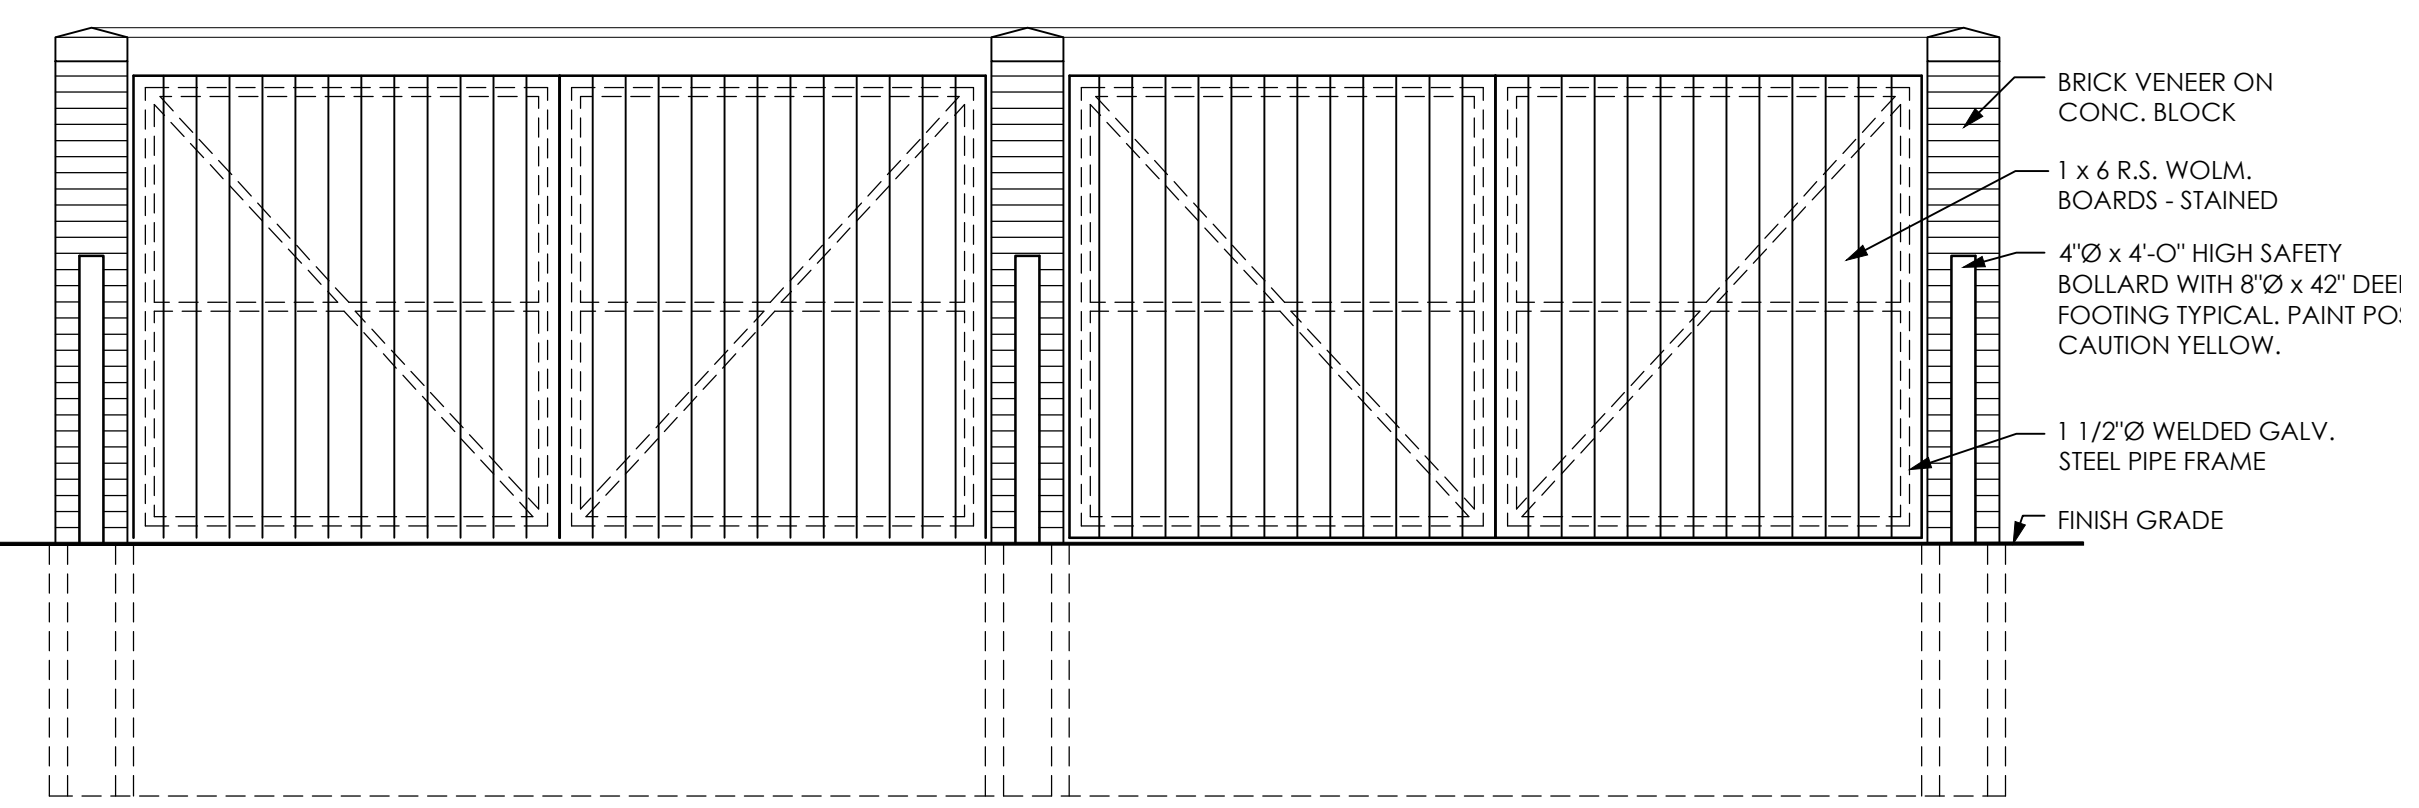 BRICK VENEER ON
CONC. BLOCK
1 x 6 R.S. WOLM.
BOARDS - STAINED
4"Ø x 4'-O" HIGH SAFETY
BOLLARD WITH 8"Ø x 42"
FOOTING TYPICAL. PAINT
CAUTION YELLOW.
1 1/2"Ø WELDED GALV.
STEEL PIPE FRAME
FINISH GRADE